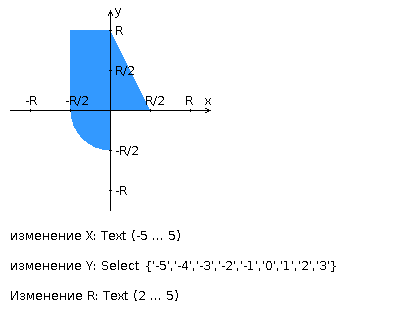 y
R
R/2
-R
-R/2
R/2
R
x
-R/2
-R
изменение X: Text (-5 ... 5)
изменение Y: Select {'-5','-4','-3','-2','-1','0','1','2','3'}
Изменение R: Text (2 ... 5)